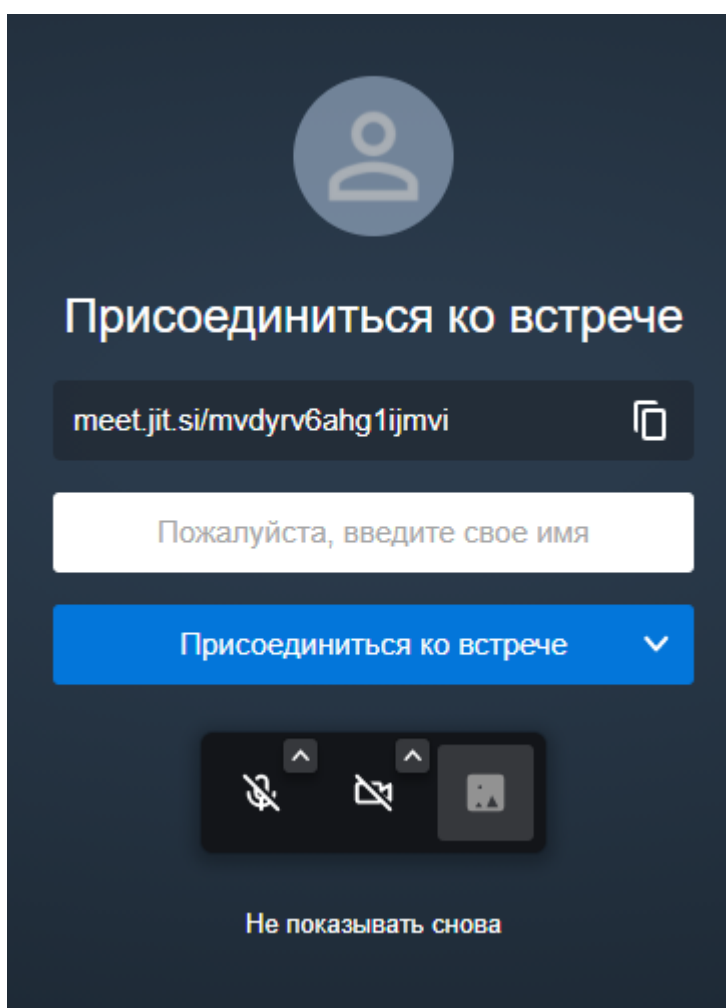 Присоединиться ко встрече
meet.jit.si/mvdyrv6ahg1ijmvi
Пожалуйста, введите свое имя
Присоединиться ко встрече
Не показывать снова